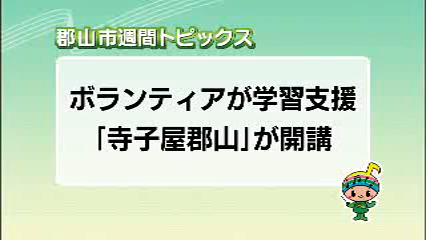 郡山市週間トピックス
ボランティアが学習支援
｢寺子屋郡山｣が開講